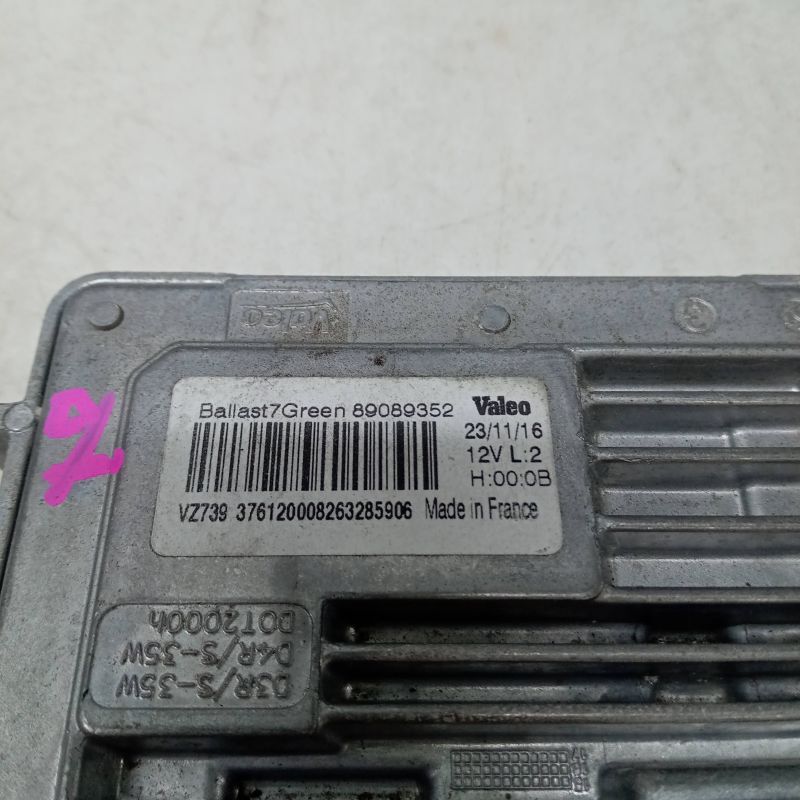 Valeo
Ballast7Green 89089352 Valeo
23/11/16
12V L:2
H:00:0B
VZ739 376120008263285906 Made in France
D3R/S-35W
D4R/S-35W
DOT2000h